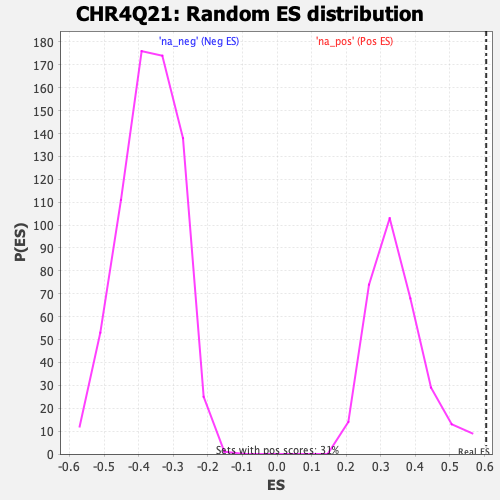 CHR4Q21: Random ES distribution
'na_neg' (Neg ES) 'na_pos' (Pos ES)
180
170
160
150
140
130
120
110
100
90
80
70
60
50
40
30
20
10
0
P(ES)
Sets with pos scores: 31%
Real ES
-0.6 -0.5 -0.4 -0.3 -0.2 -0.1 0.0 0.1 0.2 0.3 0.4 0.5 0.6
ES